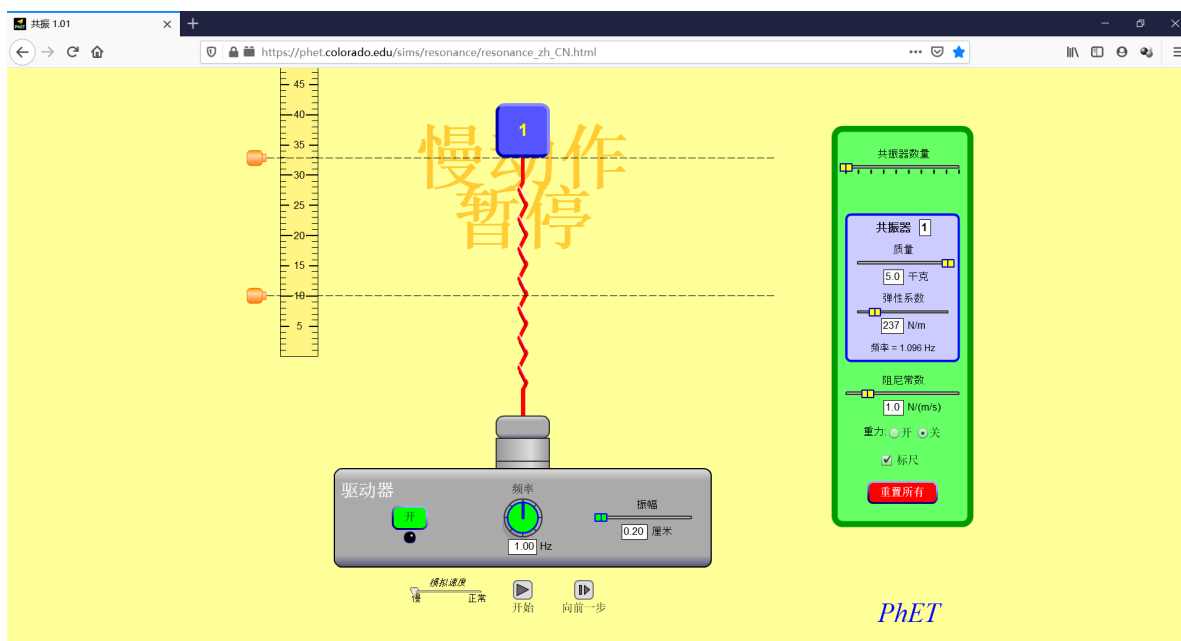 共振 1.01
https://phet.colorado.edu/sims/resonance/resonance_zh_CN.html
45
40
35
30
25
20
15
10
5
1
慢动作
暂停
共振器数量
共振器 1
质量
5.0 千克
弹性系数
237 N/m
频率 = 1.096 Hz
阻尼常数
1.0 N/(m/s)
重力: 开 关
标尺
重置所有
驱动器
开
频率
1.00 Hz
振幅
0.20 厘米
模拟速度
慢 正常
开始
向前一步
PhET